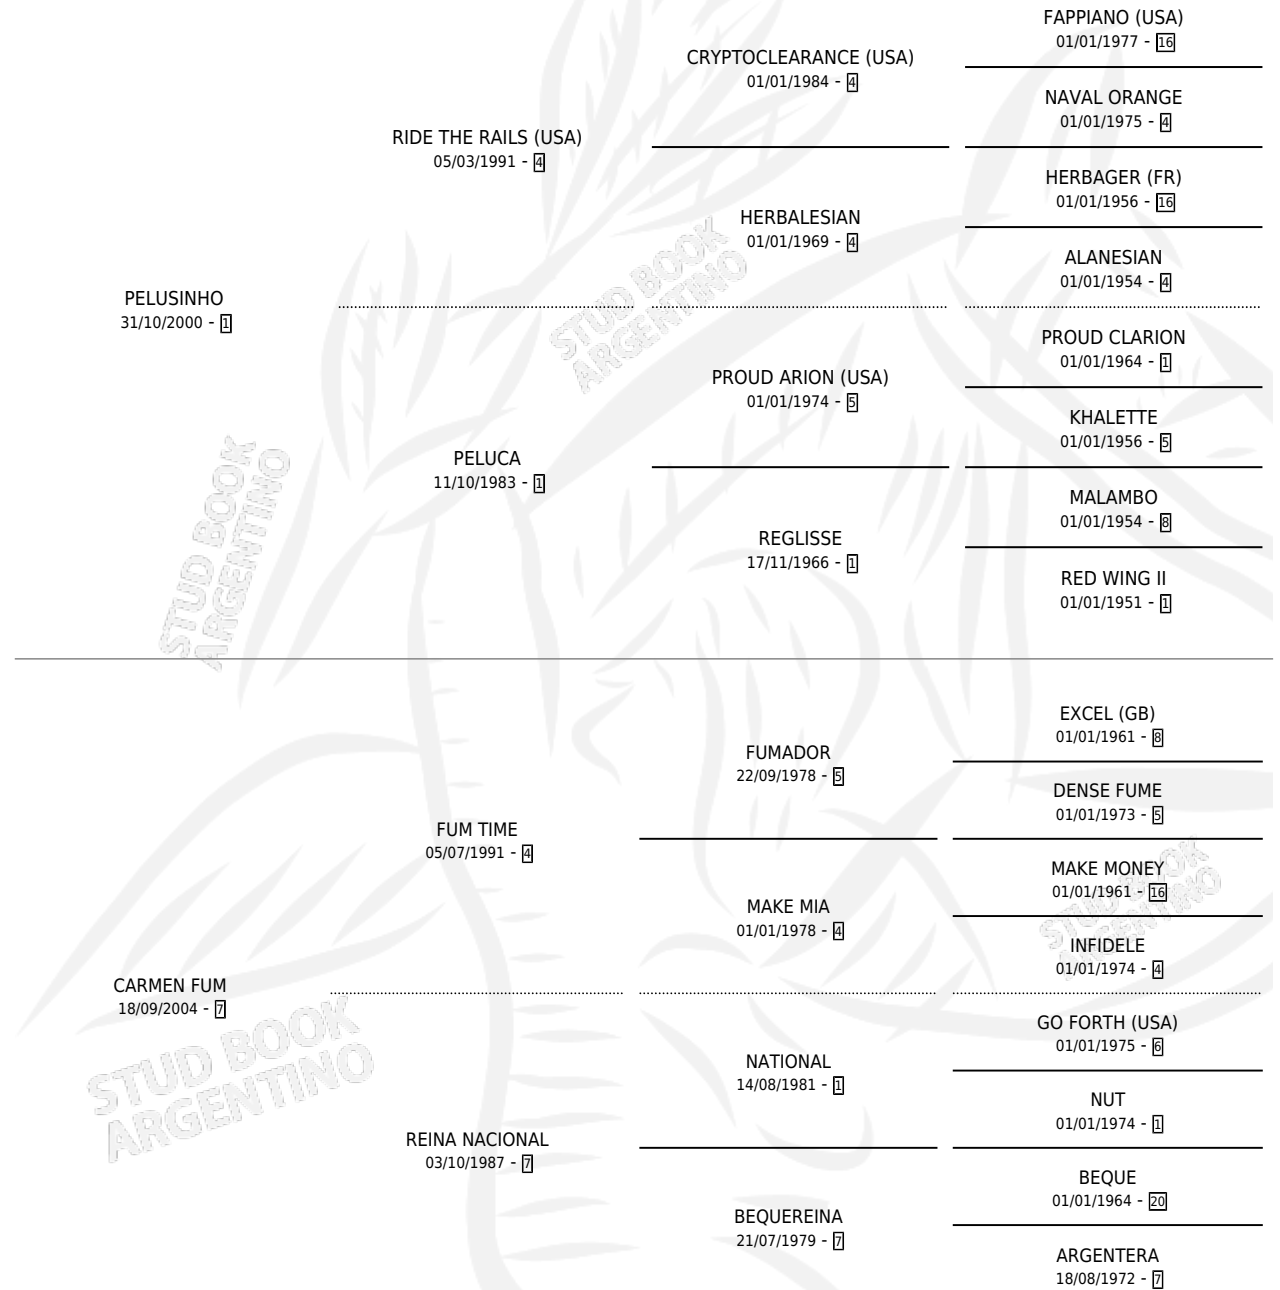 FAPPIANO (USA)
01/01/1977 - 16
CRYPTOCLEARANCE (USA)
01/01/1984 - 4
NAVAL ORANGE
01/01/1975 - 4
RIDE THE RAILS (USA)
05/03/1991 - 4
HERBAGER (FR)
01/01/1956 - 16
HERBALESIAN
01/01/1969 - 4
ALANESIAN
01/01/1954 - 4
PELUSINHO
31/10/2000 - 1
PROUD CLARION
01/01/1964 - 1
PROUD ARION (USA)
01/01/1974 - 5
KHALETTE
01/01/1956 - 5
PELUCA
11/10/1983 - 1
MALAMBO
01/01/1954 - 8
REGLISSE
17/11/1966 - 1
RED WING II
01/01/1951 - 1
EXCEL (GB)
01/01/1961 - 8
FUMADOR
22/09/1978 - 5
DENSE FUME
01/01/1973 - 5
FUM TIME
05/07/1991 - 4
MAKE MONEY
01/01/1961 - 16
MAKE MIA
01/01/1978 - 4
INFIDELE
01/01/1974 - 4
CARMEN FUM
18/09/2004 - 7
GO FORTH (USA)
01/01/1975 - 6
NATIONAL
14/08/1981 - 1
NUT
01/01/1974 - 1
REINA NACIONAL
03/10/1987 - 7
BEQUE
01/01/1964 - 20
BEQUEREINA
21/07/1979 - 7
ARGENTERA
18/08/1972 - 7
STUD BOOK
ARGENTINO
STUD BOOK
ARGENTINO
STUD BOOK
ARGENTINO
STUD BOOK
ARGENTINO